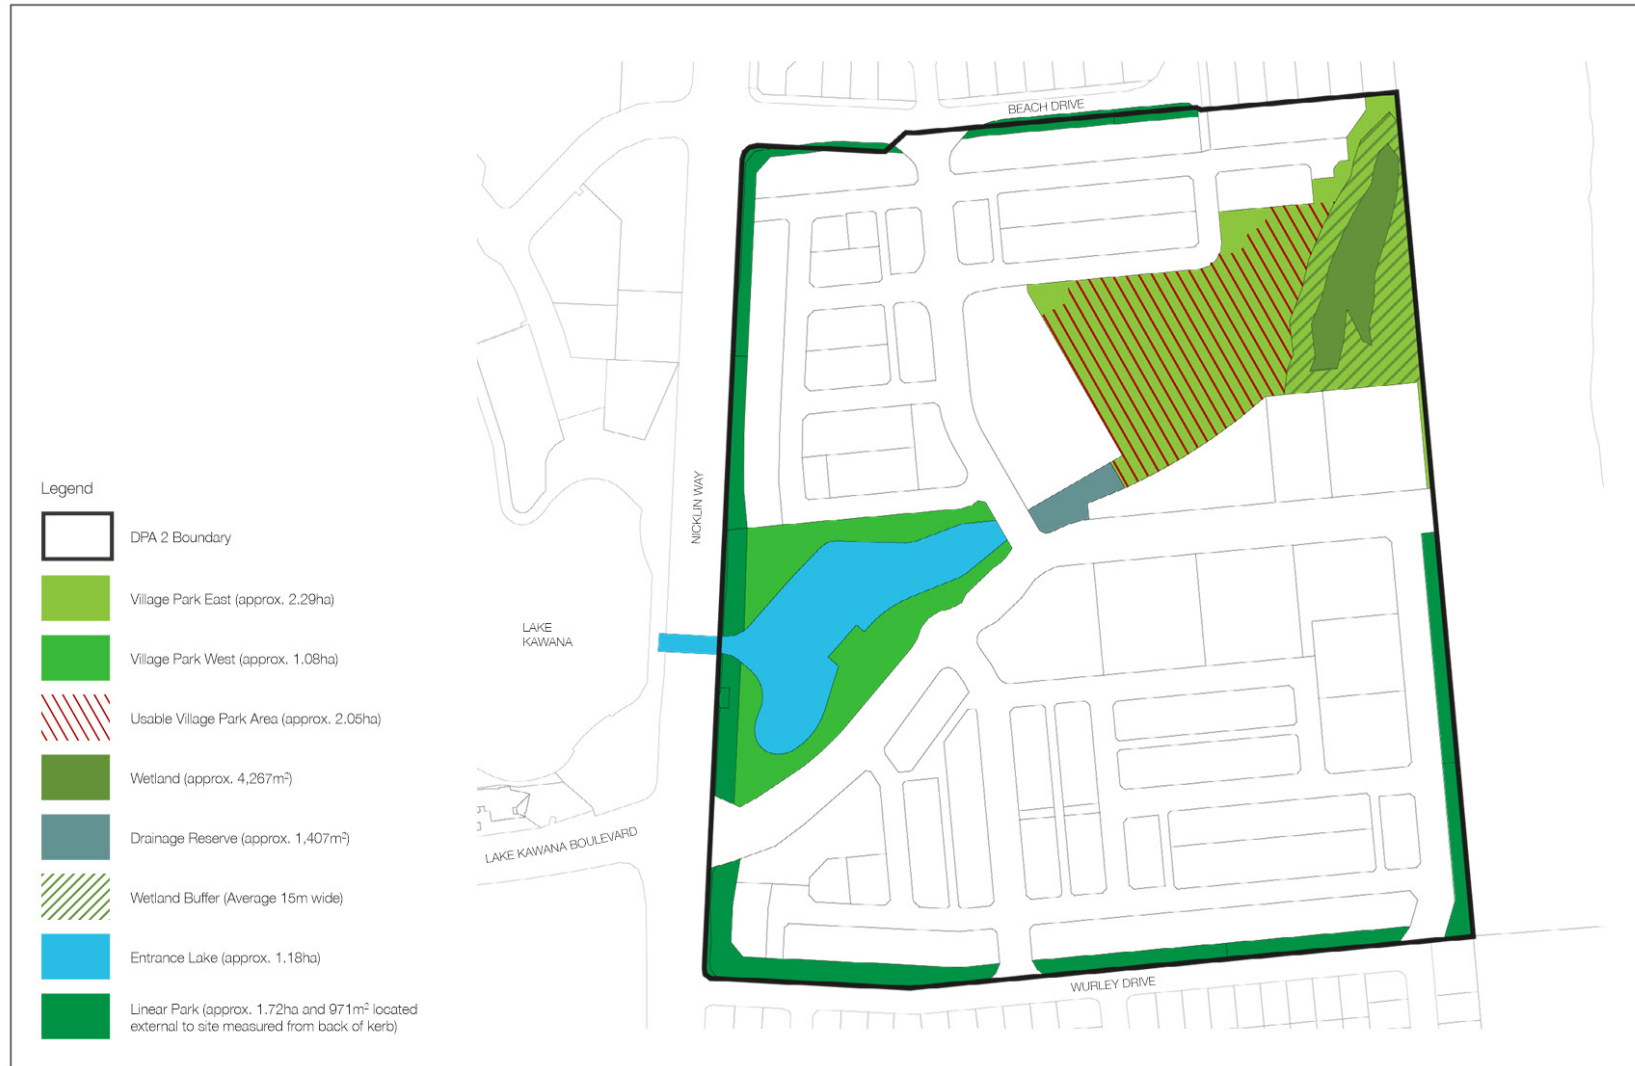 BEACH DRIVE
NICKLIN WAY
LAKE
KAWANA
LAKE KAWANA BOULEVARD
WURLEY DRIVE
Legend
DPA 2 Boundary
Village Park East (approx. 2.29ha)
Village Park West (approx. 1.08ha)
Usable Village Park Area (approx. 2.05ha)
Wetland (approx. 4,267m²)
Drainage Reserve (approx. 1,407m²)
Wetland Buffer (Average 15m wide)
Entrance Lake (approx. 1.18ha)
Linear Park (approx. 1.72ha and 971m² located
external to site measured from back of kerb)